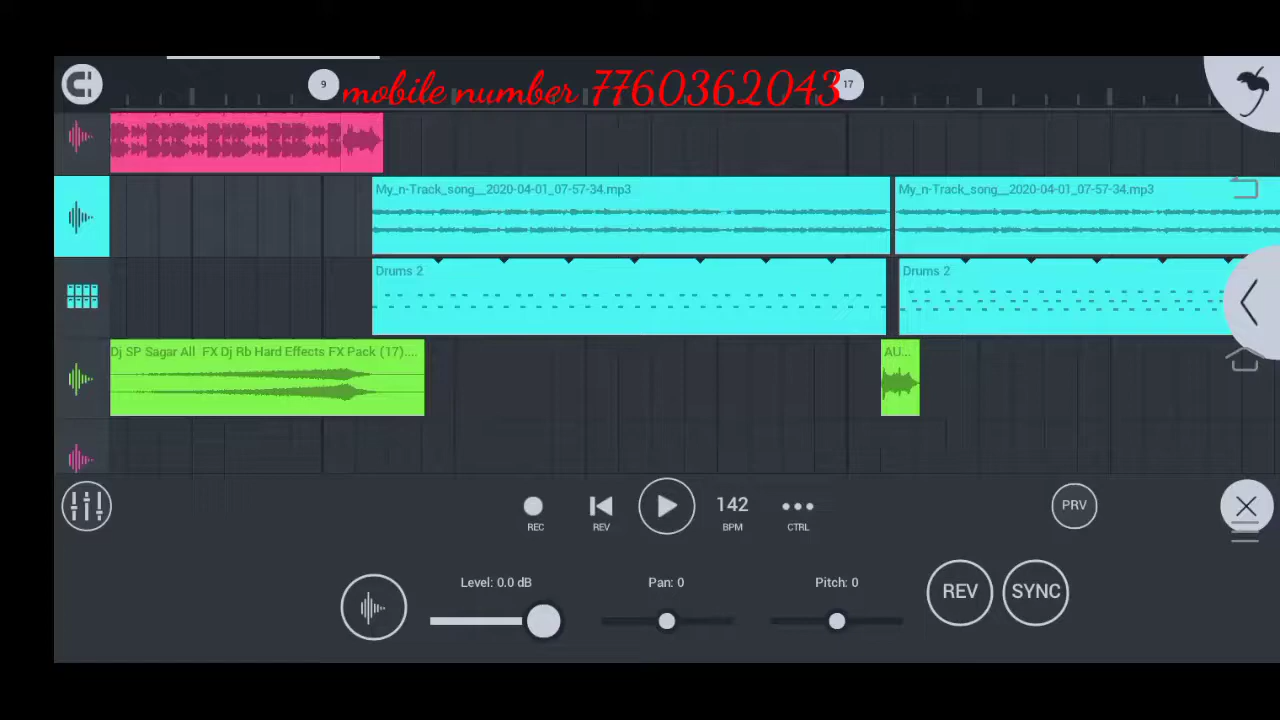 9 mobile number 7760362043 17
My_n-Track_song__2020-04-01_07-57-34.mp3 My_n-Track_song__2020-04-01_07-57-34.mp3
Drums 2 Drums 2
Dj SP Sagar All FX Dj Rb Hard Effects FX Pack (17).... AU...
142 PRV
REC REV BPM CTRL
Level: 0.0 dB Pan: 0 Pitch: 0
REV SYNC